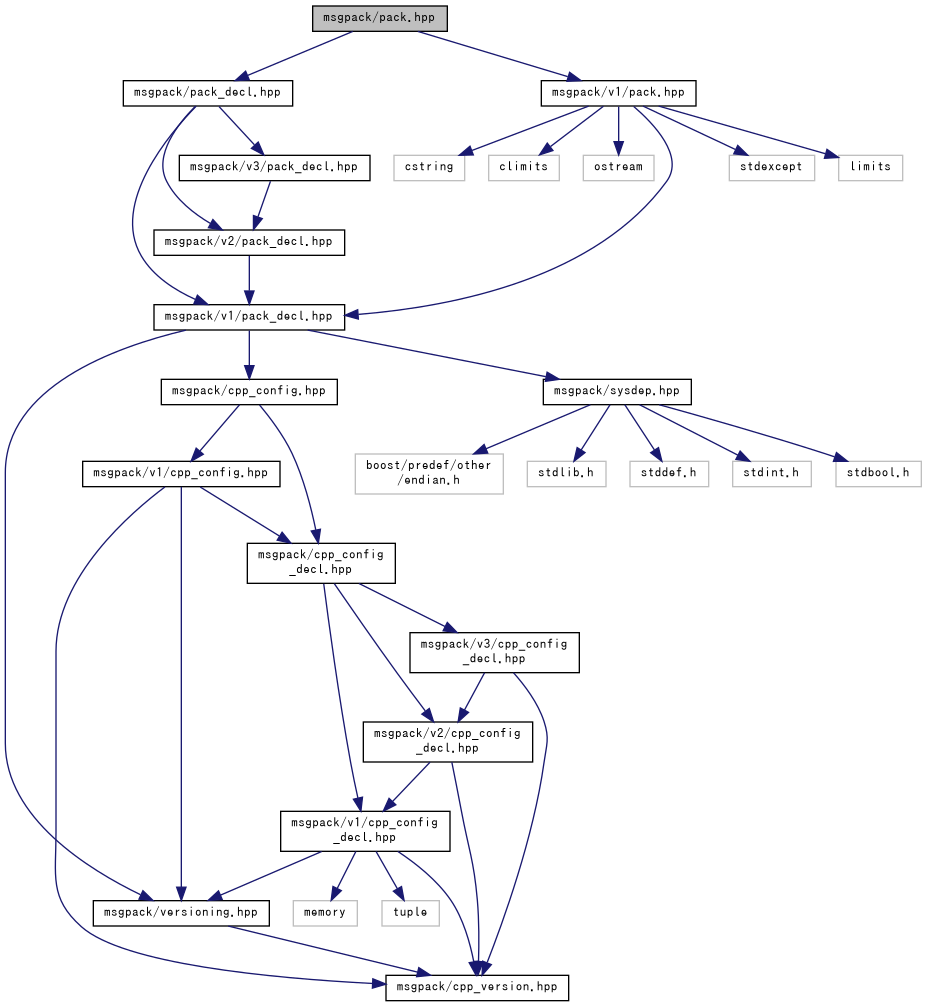 msgpack/pack.hpp
msgpack/pack_decl.hpp
msgpack/v1/pack.hpp
msgpack/v3/pack_decl.hpp
cstring
climits
ostream
stdexcept
limits
msgpack/v2/pack_decl.hpp
msgpack/v1/pack_decl.hpp
msgpack/cpp_config.hpp
msgpack/sysdep.hpp
msgpack/v1/cpp_config.hpp
boost/predef/other
/endian.h
stdlib.h
stddef.h
stdint.h
stdbool.h
msgpack/cpp_config
_decl.hpp
msgpack/v3/cpp_config
_decl.hpp
msgpack/v2/cpp_config
_decl.hpp
msgpack/v1/cpp_config
_decl.hpp
msgpack/versioning.hpp
memory
tuple
msgpack/cpp_version.hpp